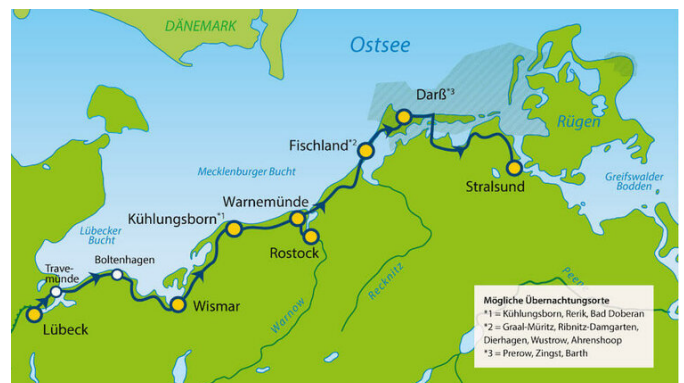 DÄNEMARK
Ostsee
Darß*3
Rügen
Fischland*2
Mecklenburger Bucht
Stralsund
Greifswalder
Bodden
Warnemünde
Kühlungsborn*1
Lübecker
Bucht
Rostock
Boltenhagen
Trave-
münde
Recknitz
Peene
Wismar
Warnow
Lübeck
Mögliche Übernachtungsorte
*1 = Kühlungsborn, Rerik, Bad Doberan
*2 = Graal-Müritz, Ribnitz-Damgarten,
Dierhagen, Wustrow, Ahrenshoop
*3 = Prerow, Zingst, Barth